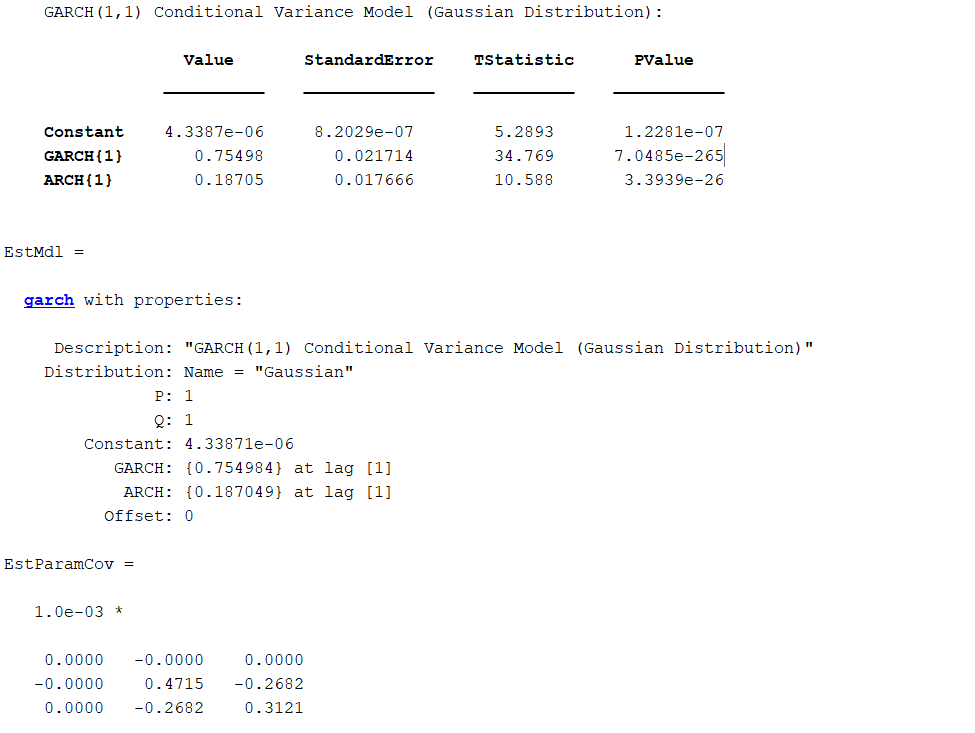 GARCH(1,1) Conditional Variance Model (Gaussian Distribution):
Value StandardError TStatistic PValue
Constant 4.3387e-06 8.2029e-07 5.2893 1.2281e-07
GARCH{1} 0.75498 0.021714 34.769 7.0485e-265
ARCH{1} 0.18705 0.017666 10.588 3.3939e-26
EstMdl =
garch with properties:
Description: "GARCH(1,1) Conditional Variance Model (Gaussian Distribution)"
Distribution: Name = "Gaussian"
P: 1
Q: 1
Constant: 4.33871e-06
GARCH: {0.754984} at lag [1]
ARCH: {0.187049} at lag [1]
Offset: 0
EstParamCov =
1.0e-03 *
0.0000 -0.0000 0.0000
-0.0000 0.4715 -0.2682
0.0000 -0.2682 0.3121